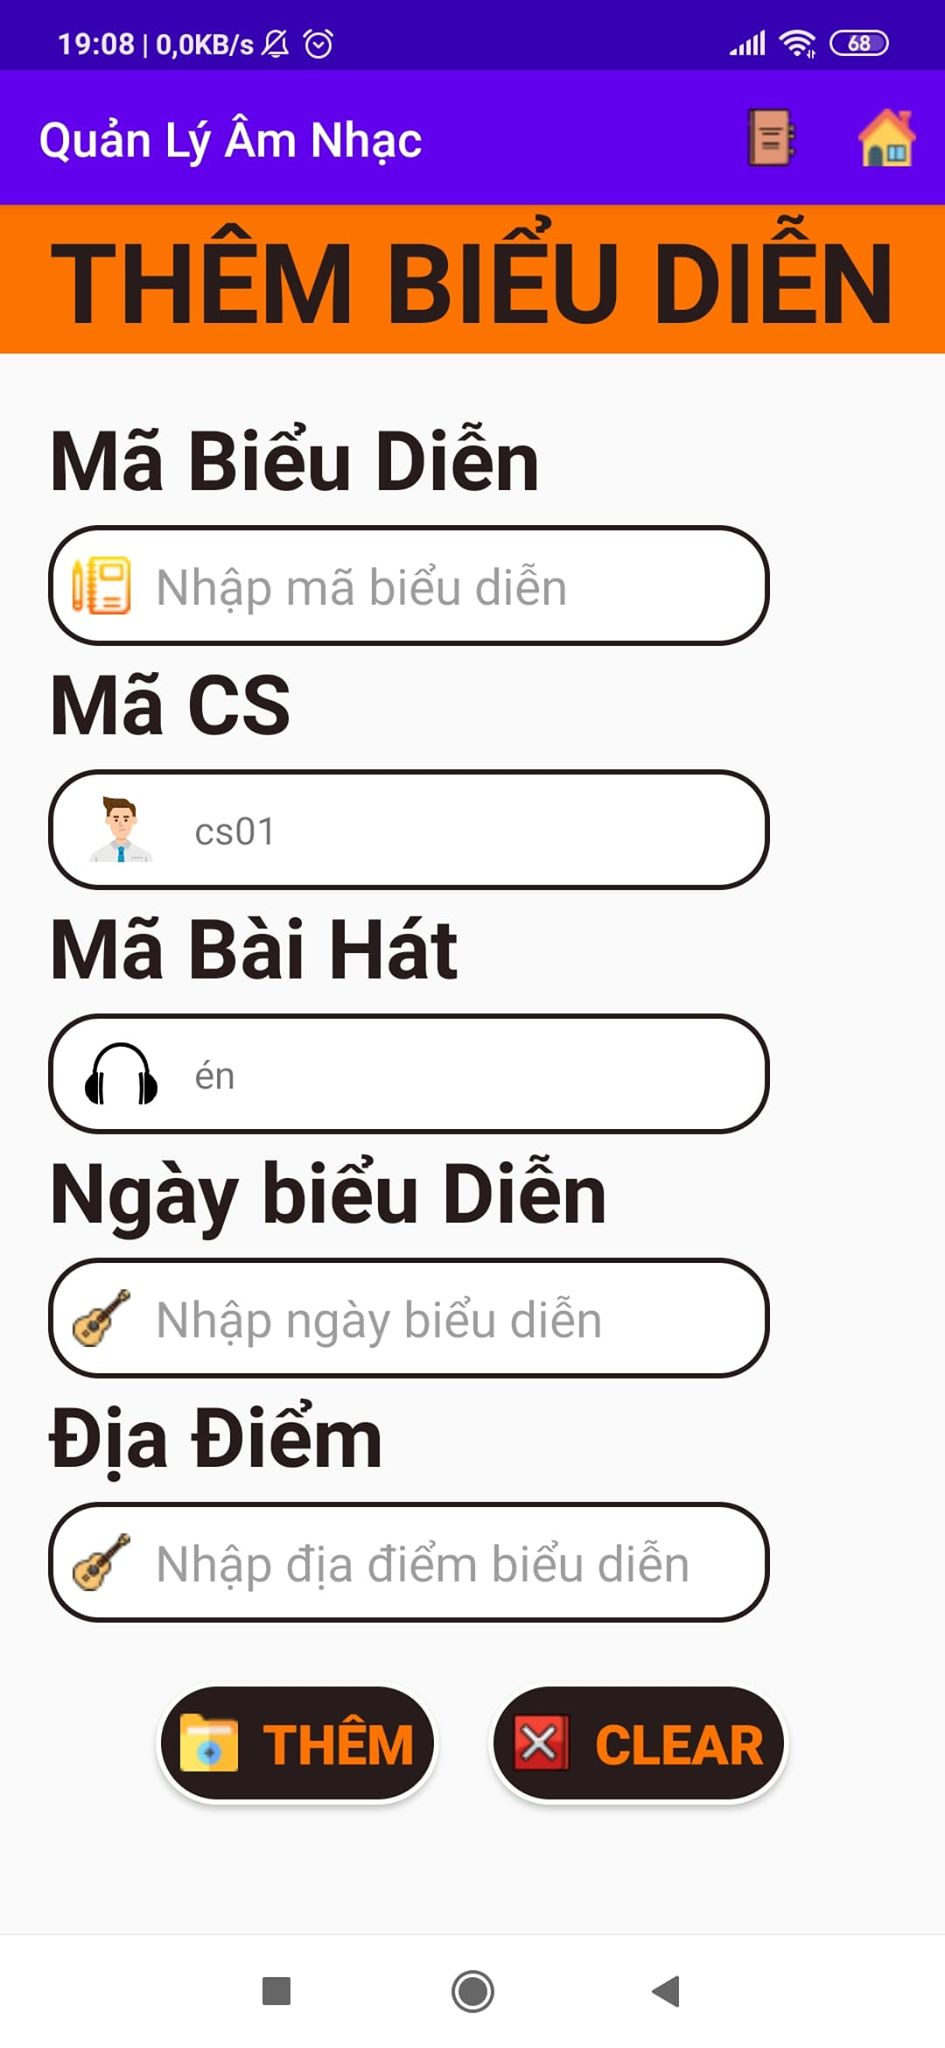 19:08 | 0,0KB/s 68
Quản Lý Âm Nhạc
THÊM BIỂU DIỄN
Mã Biểu Diễn
Nhập mã biểu diễn
Mã CS
cs01
Mã Bài Hát
én
Ngày biểu Diễn
Nhập ngày biểu diễn
Địa Điểm
Nhập địa điểm biểu diễn
THÊM CLEAR